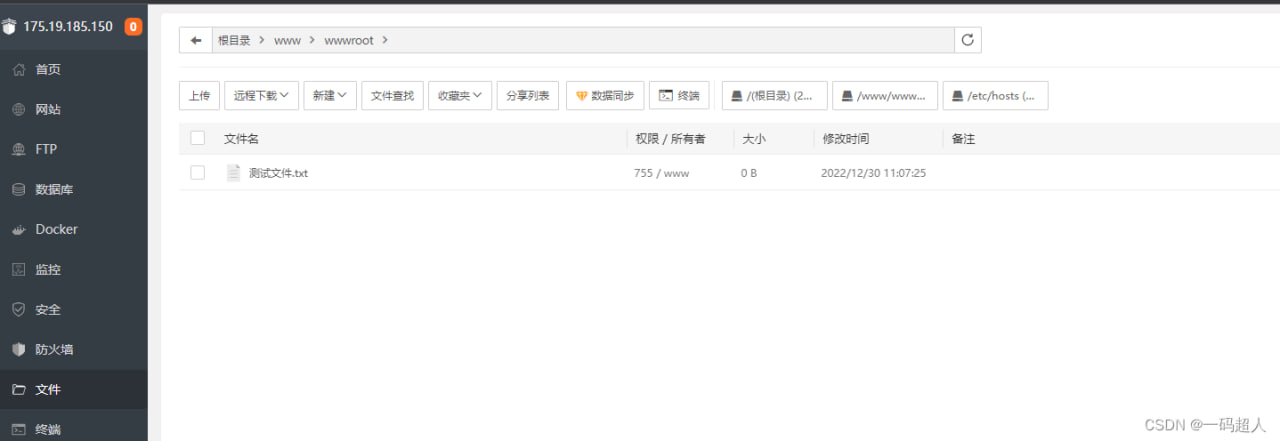 175.19.185.150 0
首页
网站
FTP
数据库
Docker
监控
安全
防火墙
文件
终端
根目录 > www > wwwroot >
上传 远程下载 新建 文件查找 收藏夹 分享列表 数据同步 终端 /(根目录) (2... /www/www... /etc/hosts (...
文件名 权限 / 所有者 大小 修改时间 备注
测试文件.txt 755 / www 0 B 2022/12/30 11:07:25
CSDN @一码超人